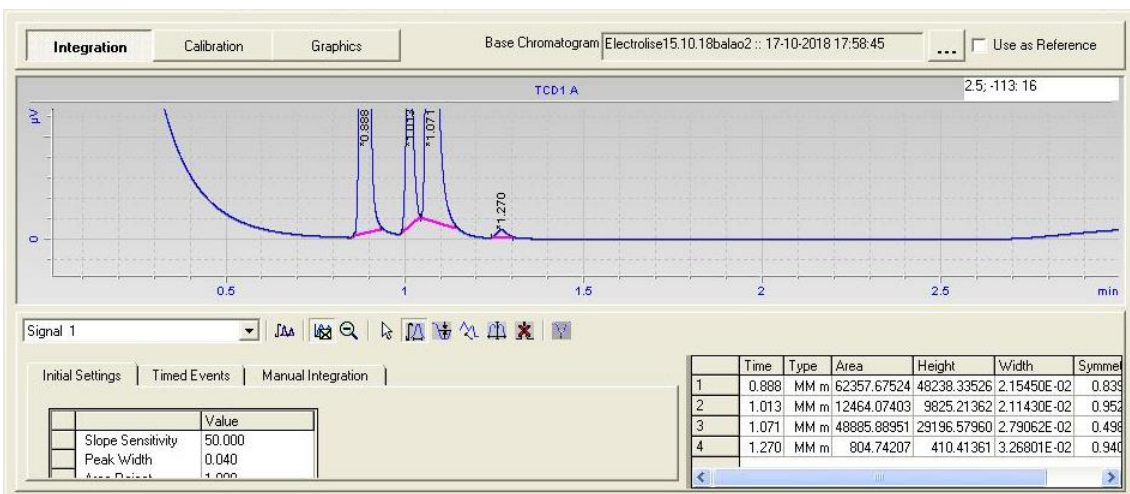 Integration Calibration Graphics Base Chromatogram Electrolise15.10.18balao2 :: 17-10-2018 17:58:45 ... Use as Reference
TCD1 A 2.5; -113: 16
µV
*0.888 *1.013 *1.071
*1.270
0
0.5 1 1.5 2 2.5 min
Signal 1
Initial Settings Timed Events Manual Integration
Time Type Area Height Width Symmet
1 0.888 MM m 62357.67524 48238.33526 2.15450E-02 0.839
2 1.013 MM m 12464.07403 9825.21362 2.11430E-02 0.952
3 1.071 MM m 48885.88951 29196.57960 2.79062E-02 0.498
4 1.270 MM m 804.74207 410.41361 3.26801E-02 0.940
Value
Slope Sensitivity 50.000
Peak Width 0.040